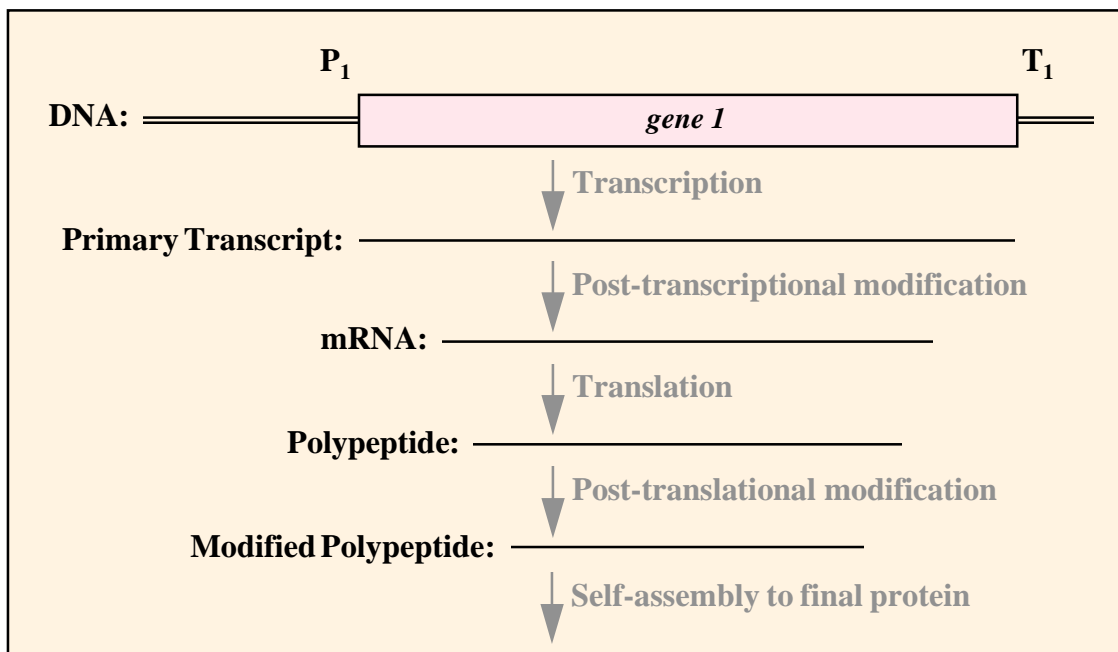 P₁ T₁
DNA: gene 1
Transcription
Primary Transcript:
Post-transcriptional modification
mRNA:
Translation
Polypeptide:
Post-translational modification
Modified Polypeptide:
Self-assembly to final protein